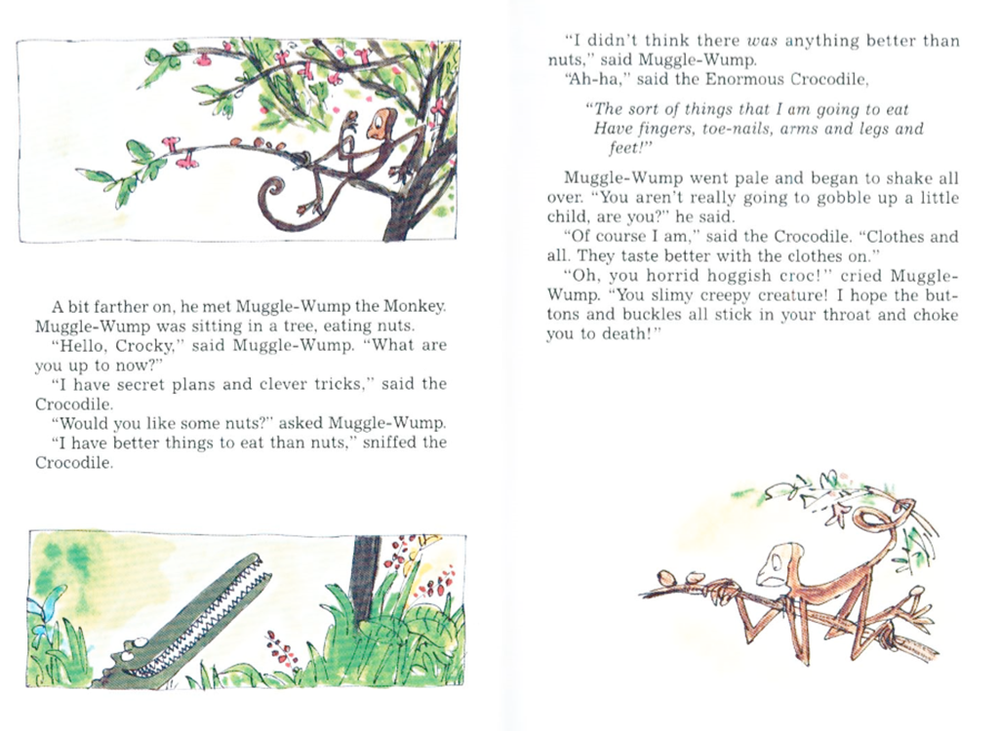 A bit farther on, he met Muggle-Wump the Monkey.
Muggle-Wump was sitting in a tree, eating nuts.
“Hello, Crocky,” said Muggle-Wump. “What are
you up to now?”
“I have secret plans and clever tricks,” said the
Crocodile.
“Would you like some nuts?” asked Muggle-Wump.
“I have better things to eat than nuts,” sniffed the
Crocodile.
“I didn’t think there was anything better than
nuts,” said Muggle-Wump.
“Ah-ha,” said the Enormous Crocodile,
“The sort of things that I am going to eat
Have fingers, toe-nails, arms and legs and
feet!”
Muggle-Wump went pale and began to shake all
over. “You aren’t really going to gobble up a little
child, are you?” he said.
“Of course I am,” said the Crocodile. “Clothes and
all. They taste better with the clothes on.”
“Oh, you horrid hoggish croc!” cried Muggle-
Wump. “You slimy creepy creature! I hope the but-
tons and buckles all stick in your throat and choke
you to death!”